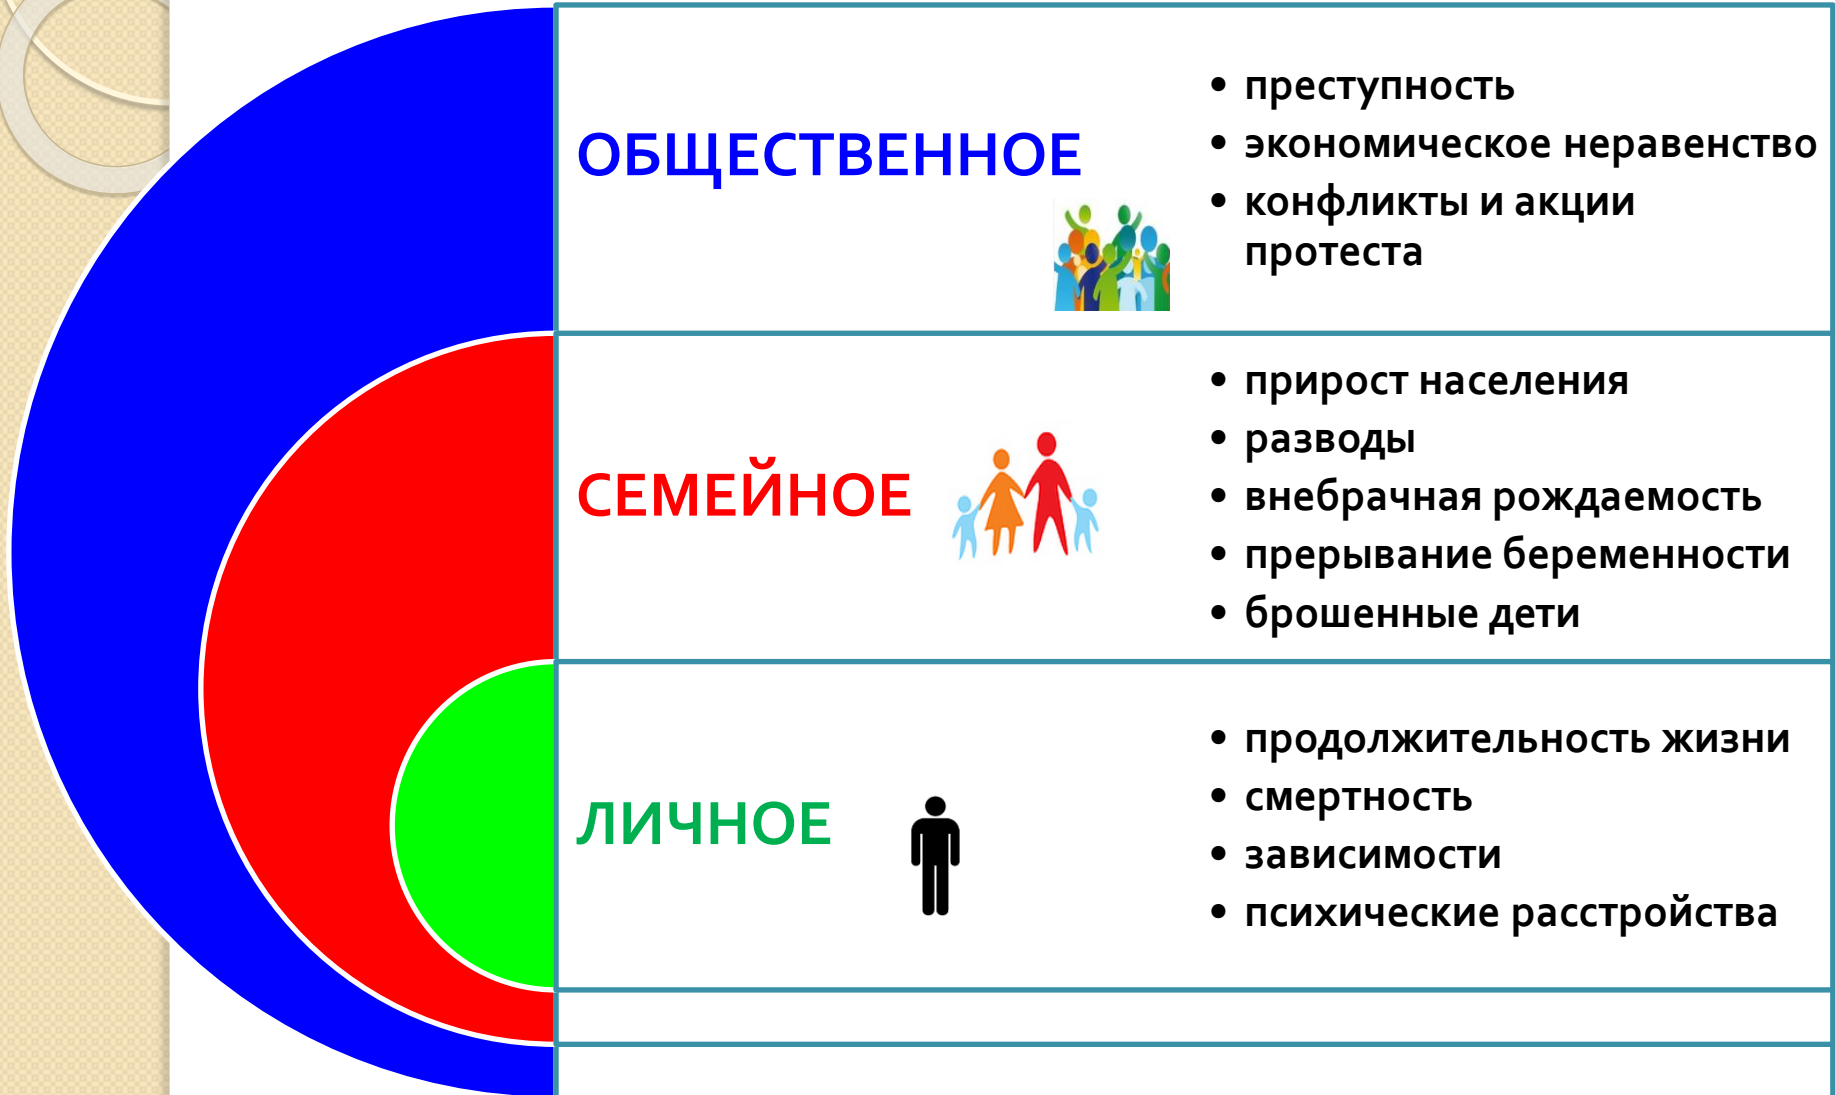 ОБЩЕСТВЕННОЕ
• преступность
• экономическое неравенство
• конфликты и акции
протеста
СЕМЕЙНОЕ
• прирост населения
• разводы
• внебрачная рождаемость
• прерывание беременности
• брошенные дети
ЛИЧНОЕ
• продолжительность жизни
• смертность
• зависимости
• психические расстройства